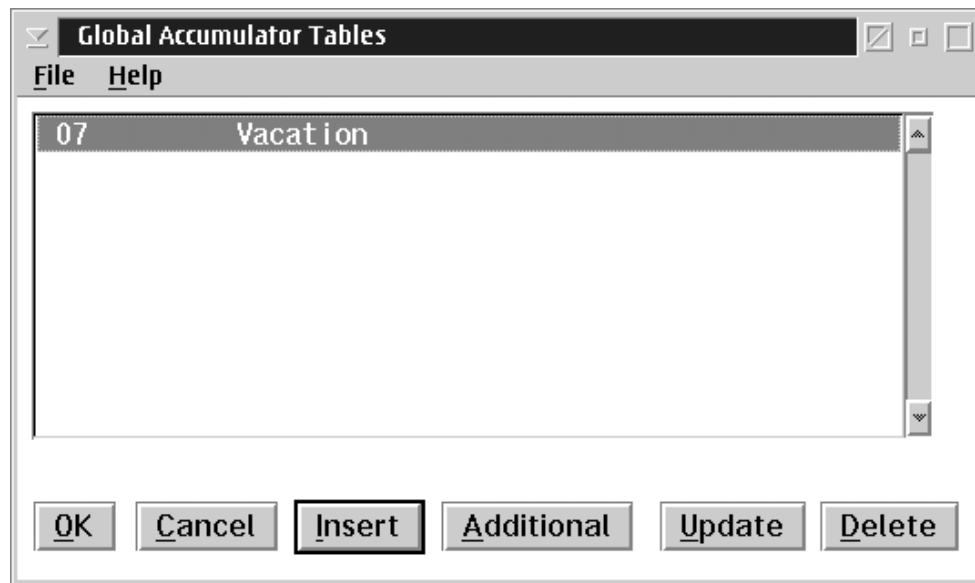 Global Accumulator Tables
File Help
07 Vacation
OK Cancel Insert Additional Update Delete